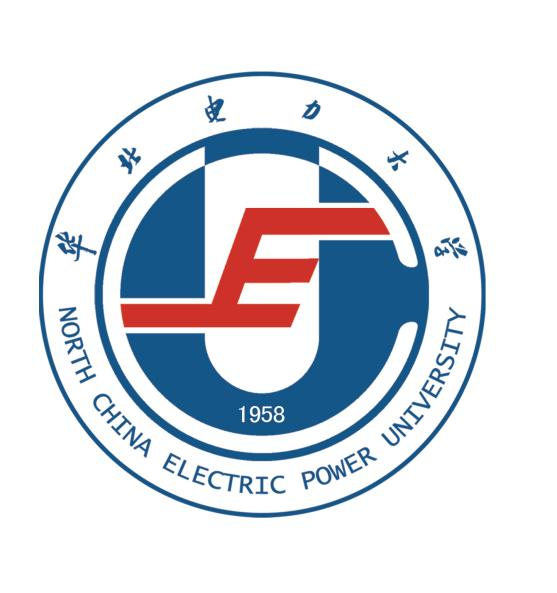 华北电力大学
1958
NORTH CHINA ELECTRIC POWER UNIVERSITY